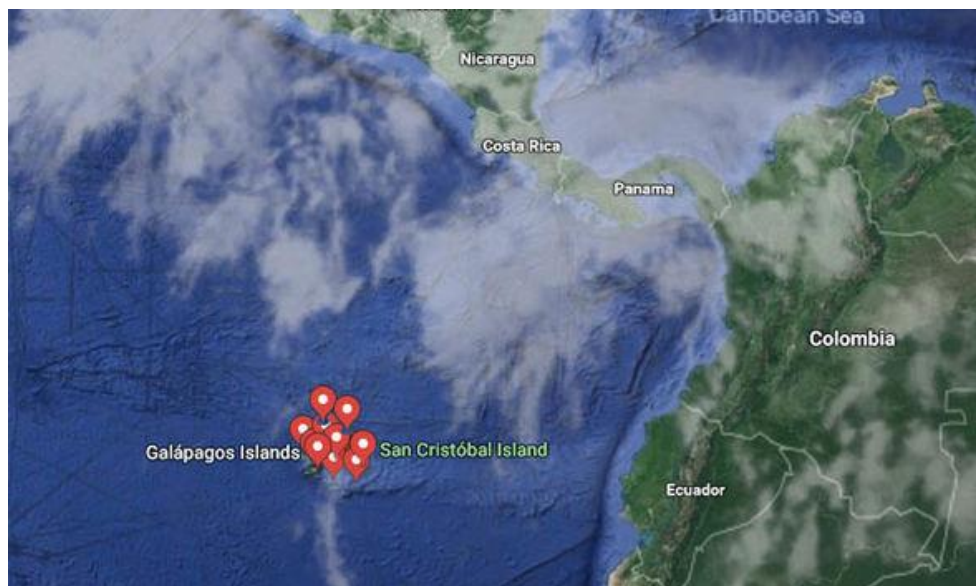 Caribbean Sea
Nicaragua
Costa Rica
Panama
Colombia
Galápagos Islands
San Cristóbal Island
Ecuador